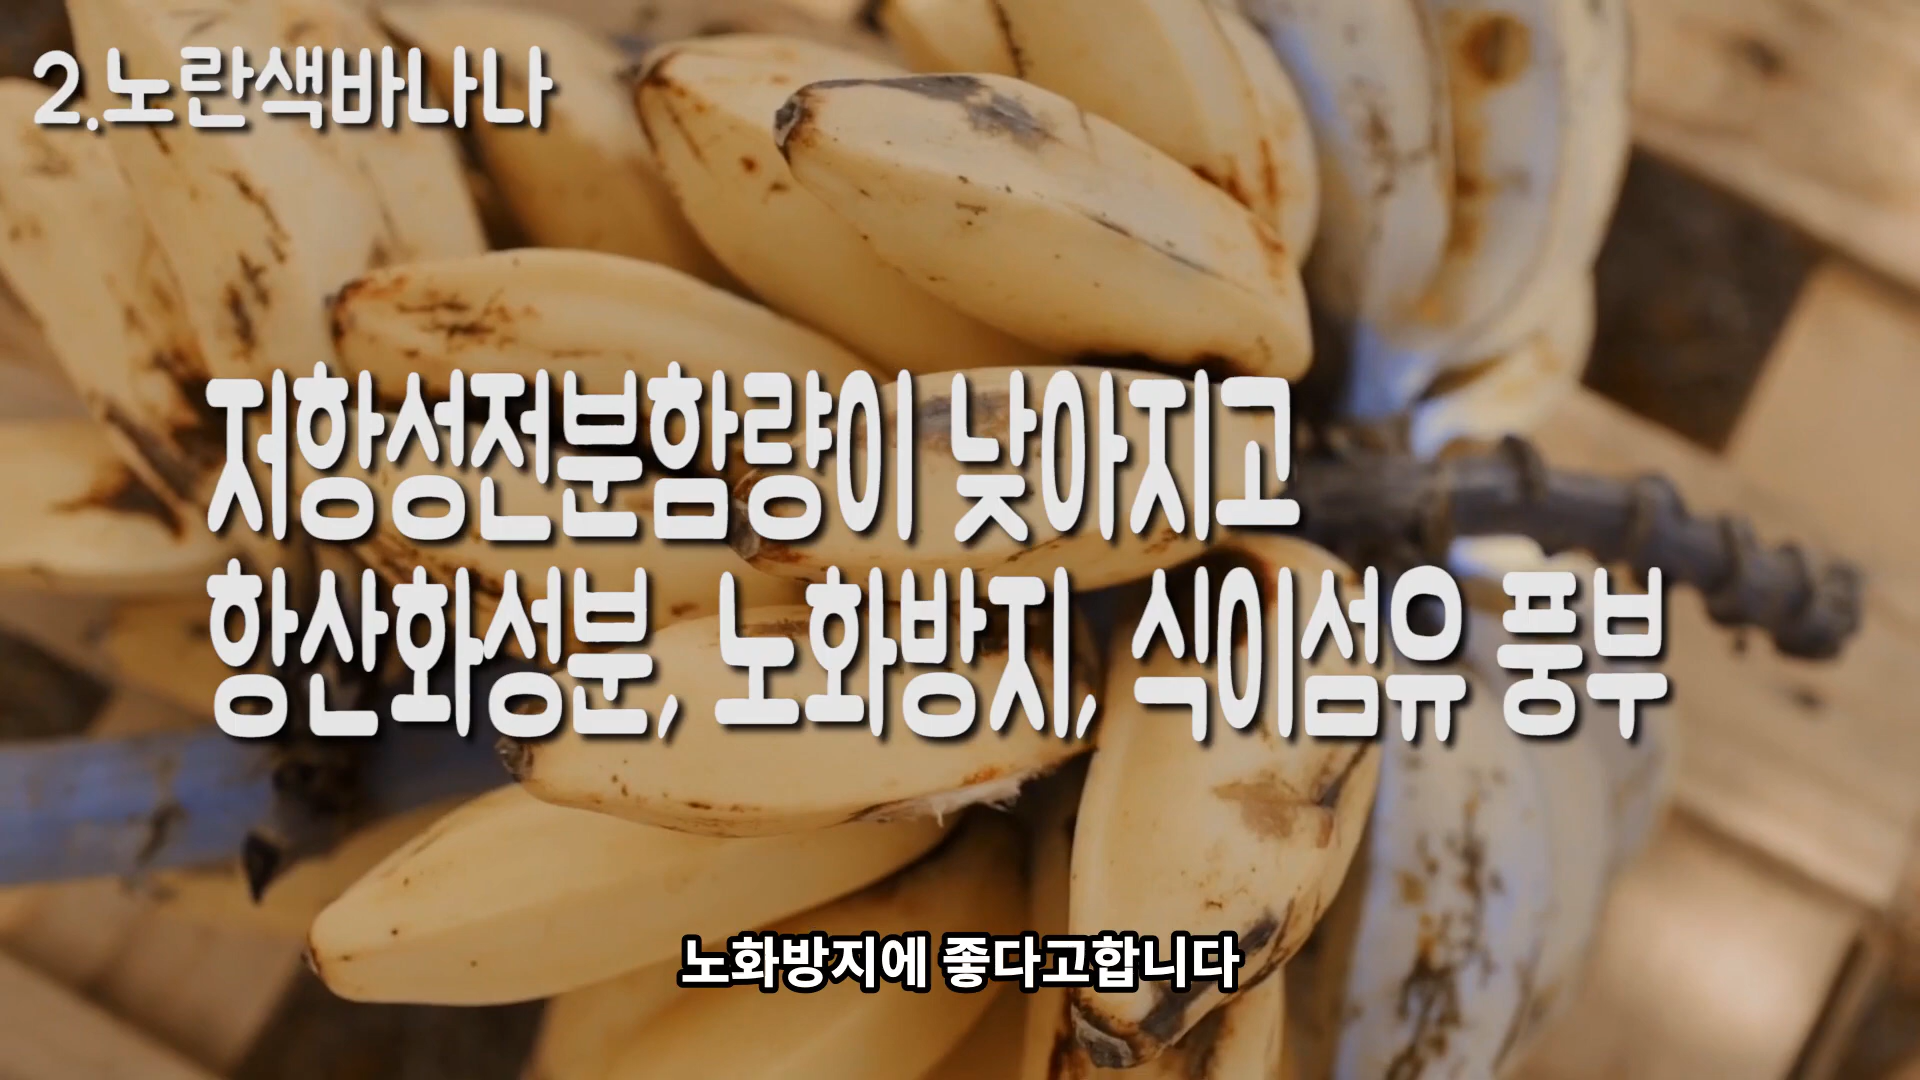 2.노란색바나나
저항성전분함량이 낮아지고
항산화성분, 노화방지, 식이섬유 풍부
노화방지에 좋다고합니다